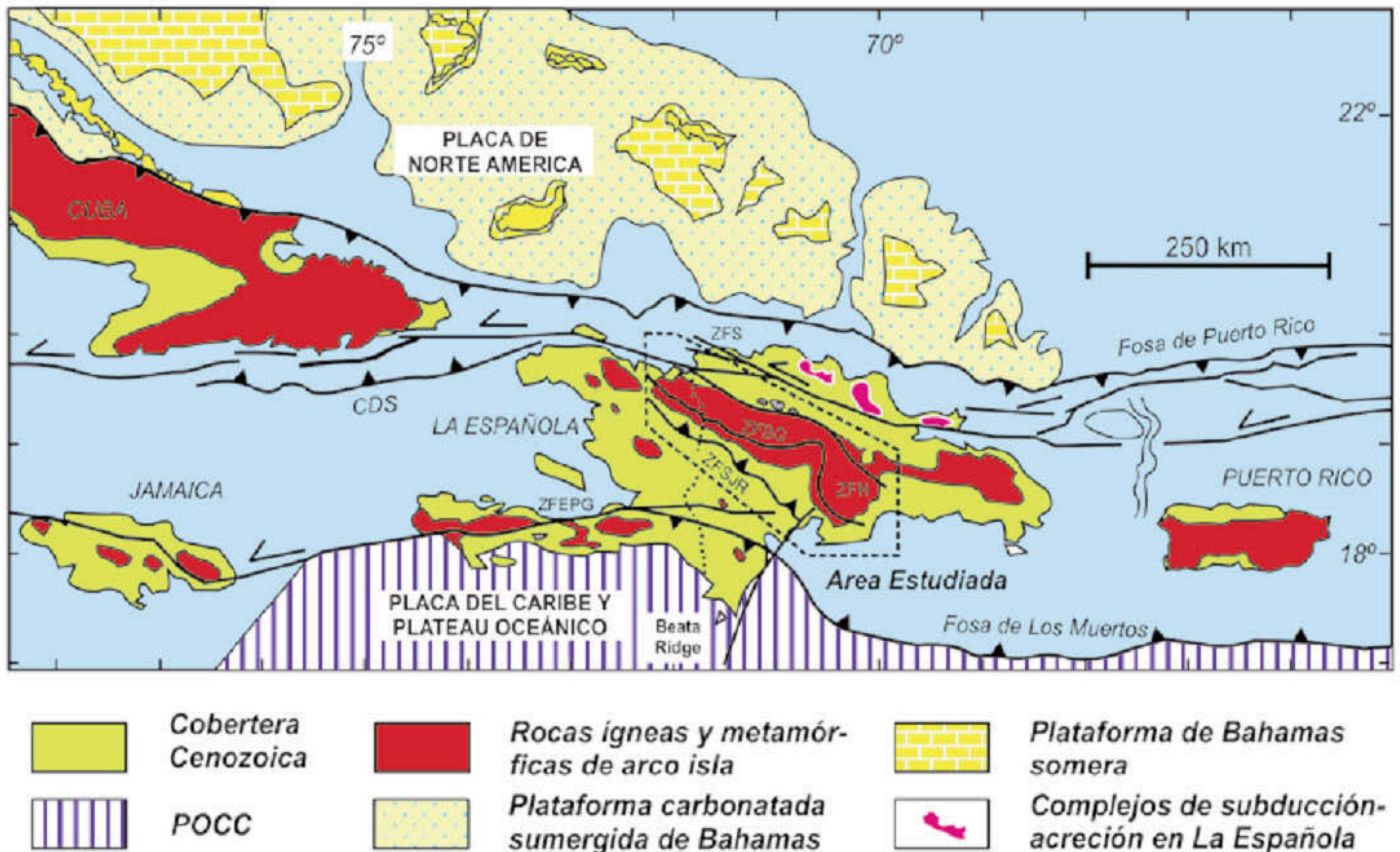 75º
70º
22º
PLACA DE
NORTE AMERICA
CUBA
250 km
ZFS
Fosa de Puerto Rico
CDS
LA ESPAÑOLA
ZFBG
ZFSJR
ZFH
JAMAICA
ZFEPG
PUERTO RICO
18º
Area Estudiada
PLACA DEL CARIBE Y
PLATEAU OCEÁNICO
Beata
Ridge
Fosa de Los Muertos
Cobertera
Cenozoica
Rocas ígneas y metamór-
ficas de arco isla
Plataforma de Bahamas
somera
POCC
Plataforma carbonatada
sumergida de Bahamas
Complejos de subducción-
acreción en La Española